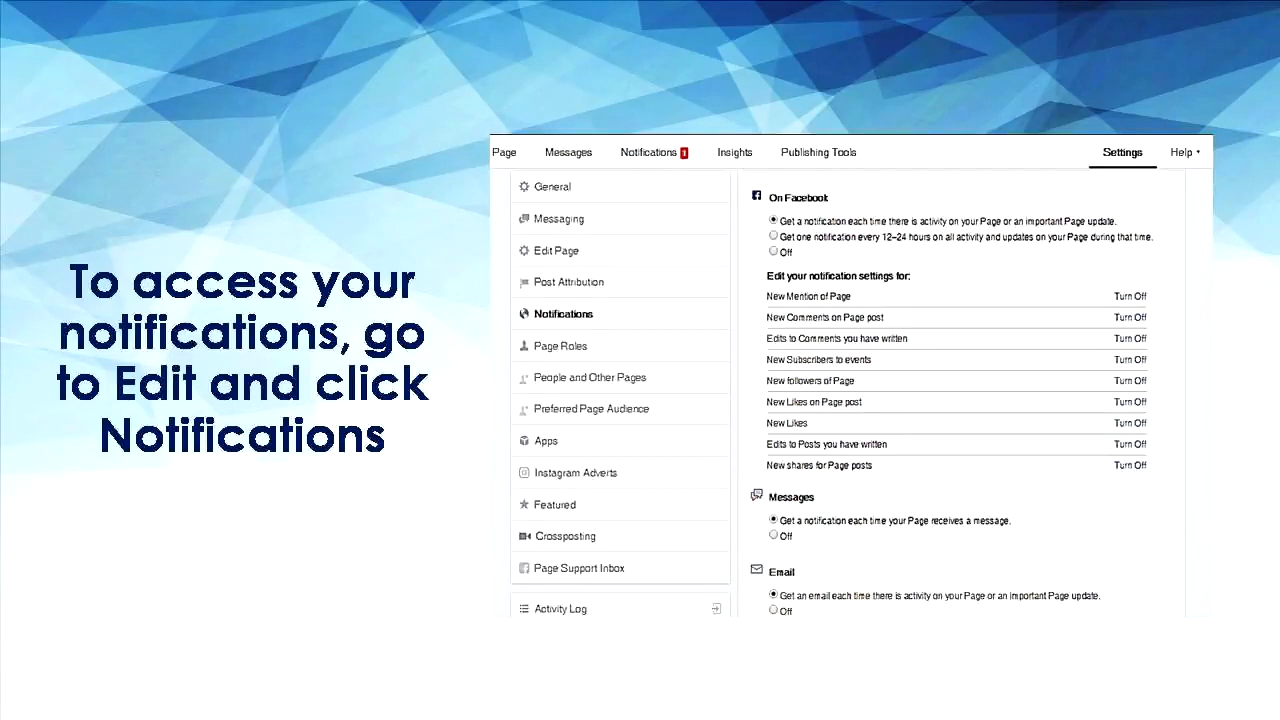 To access your
notifications, go
to Edit and click
Notifications
Page Messages Notifications 1 Insights Publishing Tools Settings Help
General
Messaging
Edit Page
Post Attribution
Notifications
Page Roles
People and Other Pages
Preferred Page Audience
Apps
Instagram Adverts
Featured
Crossposting
Page Support Inbox
Activity Log
On Facebook
Get a notification each time there is activity on your Page or an important Page update.
Get one notification every 12–24 hours on all activity and updates on your Page during that time.
Off
Edit your notification settings for:
New Mention of Page Turn Off
New Comments on Page post Turn Off
Edits to Comments you have written Turn Off
New Subscribers to events Turn Off
New followers of Page Turn Off
New Likes on Page post Turn Off
New Likes Turn Off
Edits to Posts you have written Turn Off
New shares for Page posts Turn Off
Messages
Get a notification each time your Page receives a message.
Off
Email
Get an email each time there is activity on your Page or an important Page update.
Off